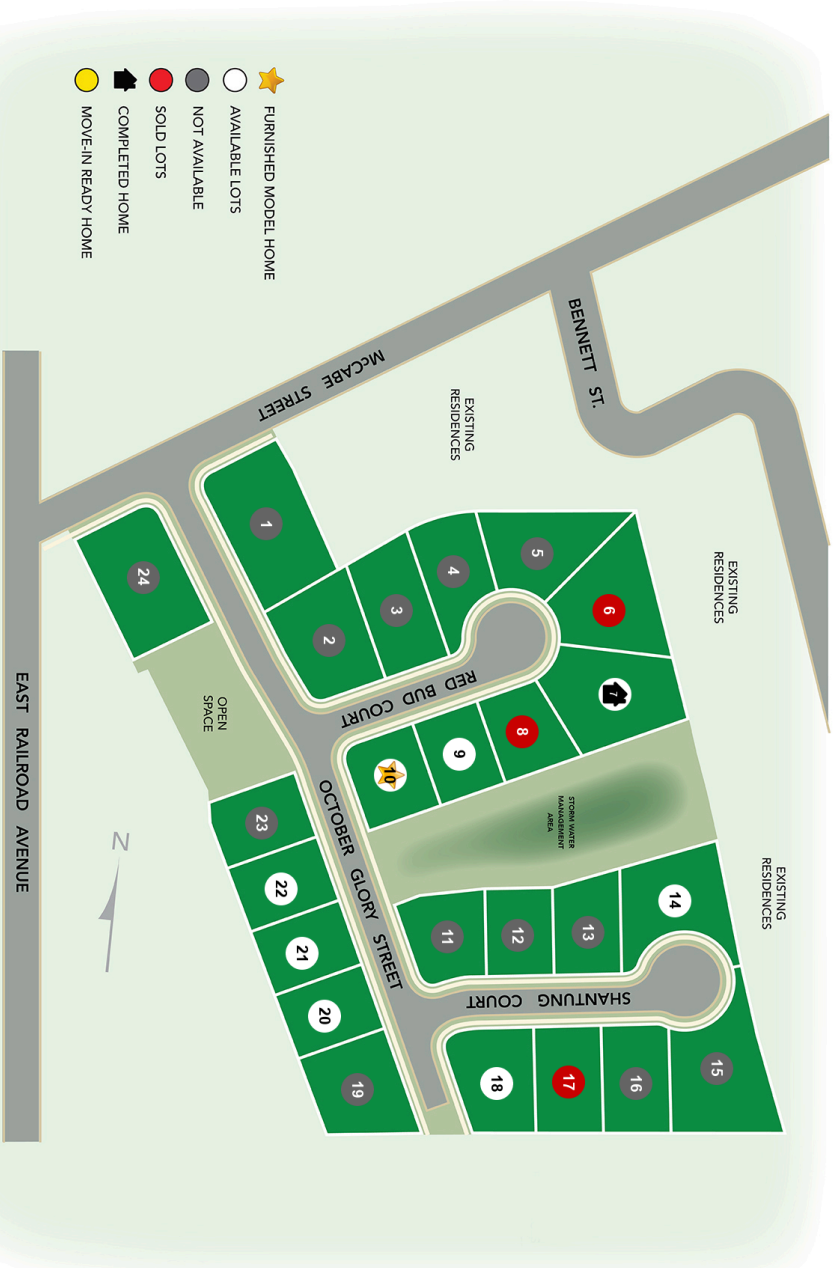 FURNISHED MODEL HOME
AVAILABLE LOTS
NOT AVAILABLE
SOLD LOTS
COMPLETED HOME
MOVE-IN READY HOME
BENNETT ST.
McCABE STREET
EXISTING
RESIDENCES
EXISTING
RESIDENCES
EXISTING
RESIDENCES
1
2
3
4
5
6
7
8
9
10
RED BUD COURT
STORM WATER
MANAGEMENT
AREA
OPEN
SPACE
OCTOBER GLORY STREET
11
12
13
14
SHANTUNG COURT
15
16
17
18
19
20
21
22
23
24
N
EAST RAILROAD AVENUE